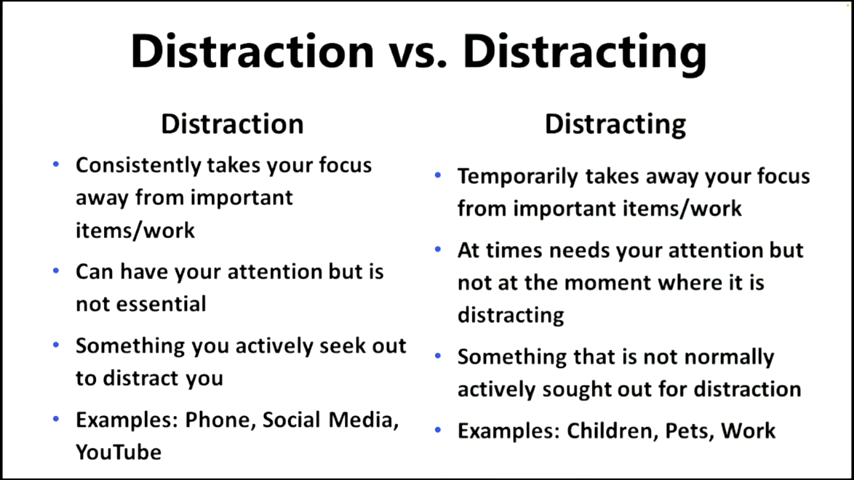 Distraction vs. Distracting
Distraction
• Consistently takes your focus
away from important
items/work
• Can have your attention but is
not essential
• Something you actively seek out
to distract you
• Examples: Phone, Social Media,
YouTube
Distracting
• Temporarily takes away your focus
from important items/work
• At times needs your attention but
not at the moment where it is
distracting
• Something that is not normally
actively sought out for distraction
• Examples: Children, Pets, Work